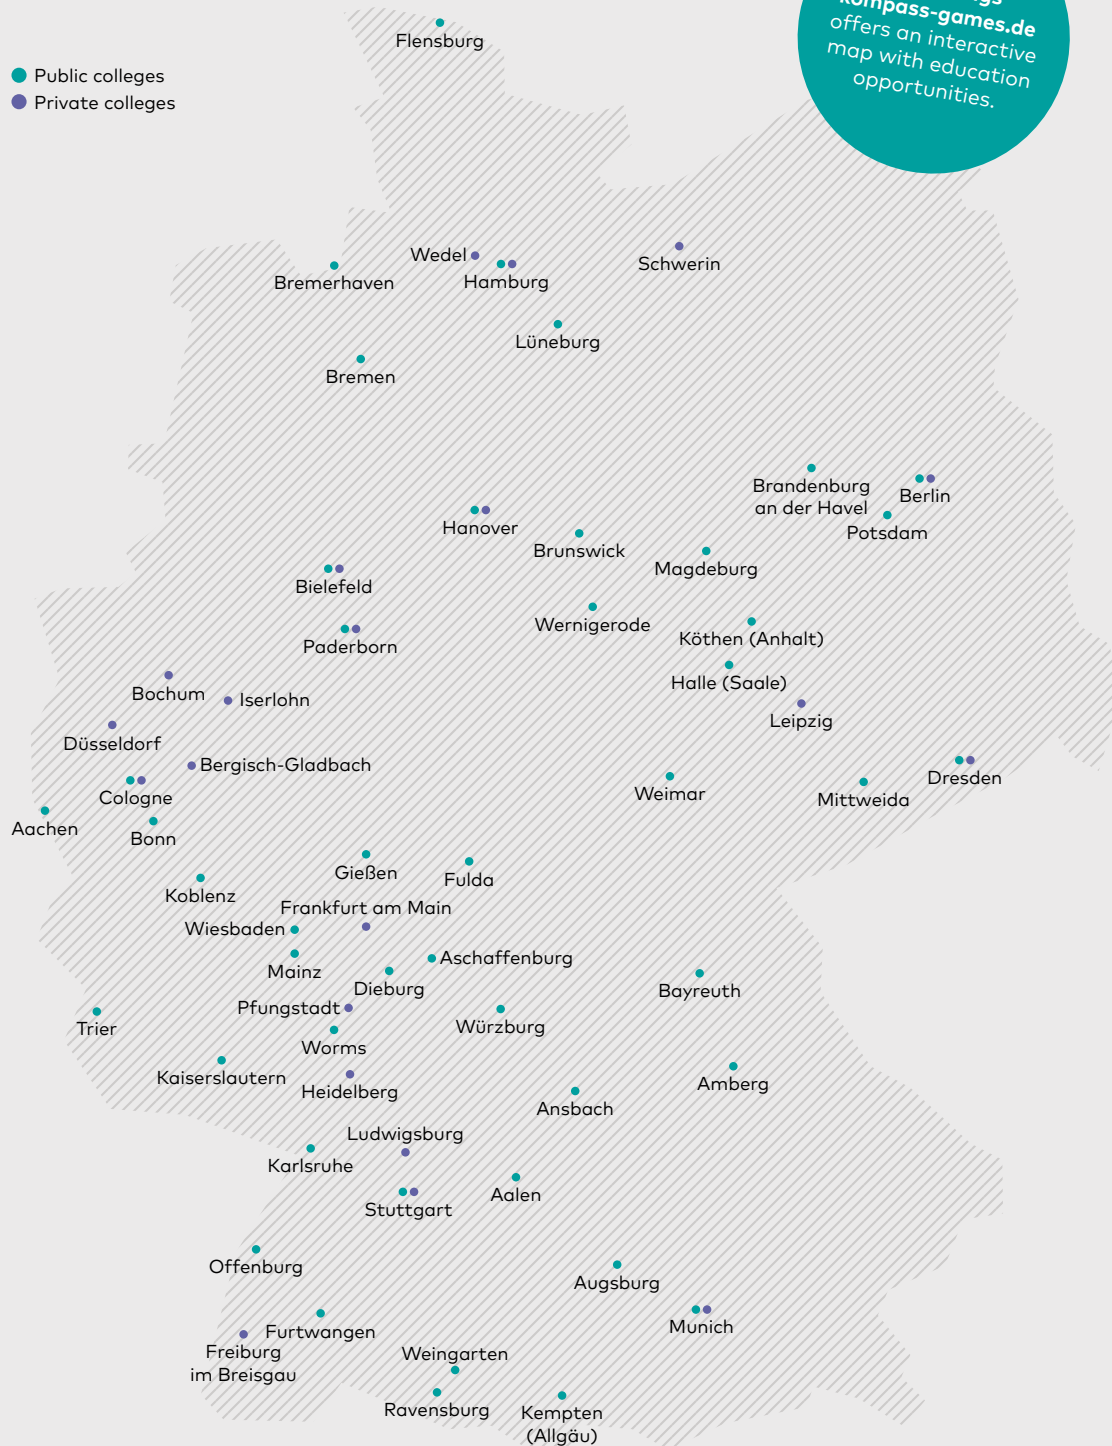 kompass-games.de
offers an interactive
map with education
opportunities.
Flensburg
Public colleges
Private colleges
Wedel
Hamburg
Schwerin
Bremerhaven
Lüneburg
Bremen
Brandenburg
an der Havel
Berlin
Potsdam
Hanover
Brunswick
Magdeburg
Bielefeld
Wernigerode
Köthen (Anhalt)
Paderborn
Halle (Saale)
Bochum
Iserlohn
Leipzig
Düsseldorf
Bergisch-Gladbach
Cologne
Weimar
Mittweida
Dresden
Aachen
Bonn
Gießen
Fulda
Koblenz
Frankfurt am Main
Wiesbaden
Mainz
Aschaffenburg
Dieburg
Bayreuth
Pfungstadt
Trier
Würzburg
Worms
Kaiserslautern
Heidelberg
Amberg
Ansbach
Ludwigsburg
Karlsruhe
Stuttgart
Aalen
Offenburg
Augsburg
Munich
Furtwangen
Freiburg
im Breisgau
Weingarten
Ravensburg
Kempten
(Allgäu)